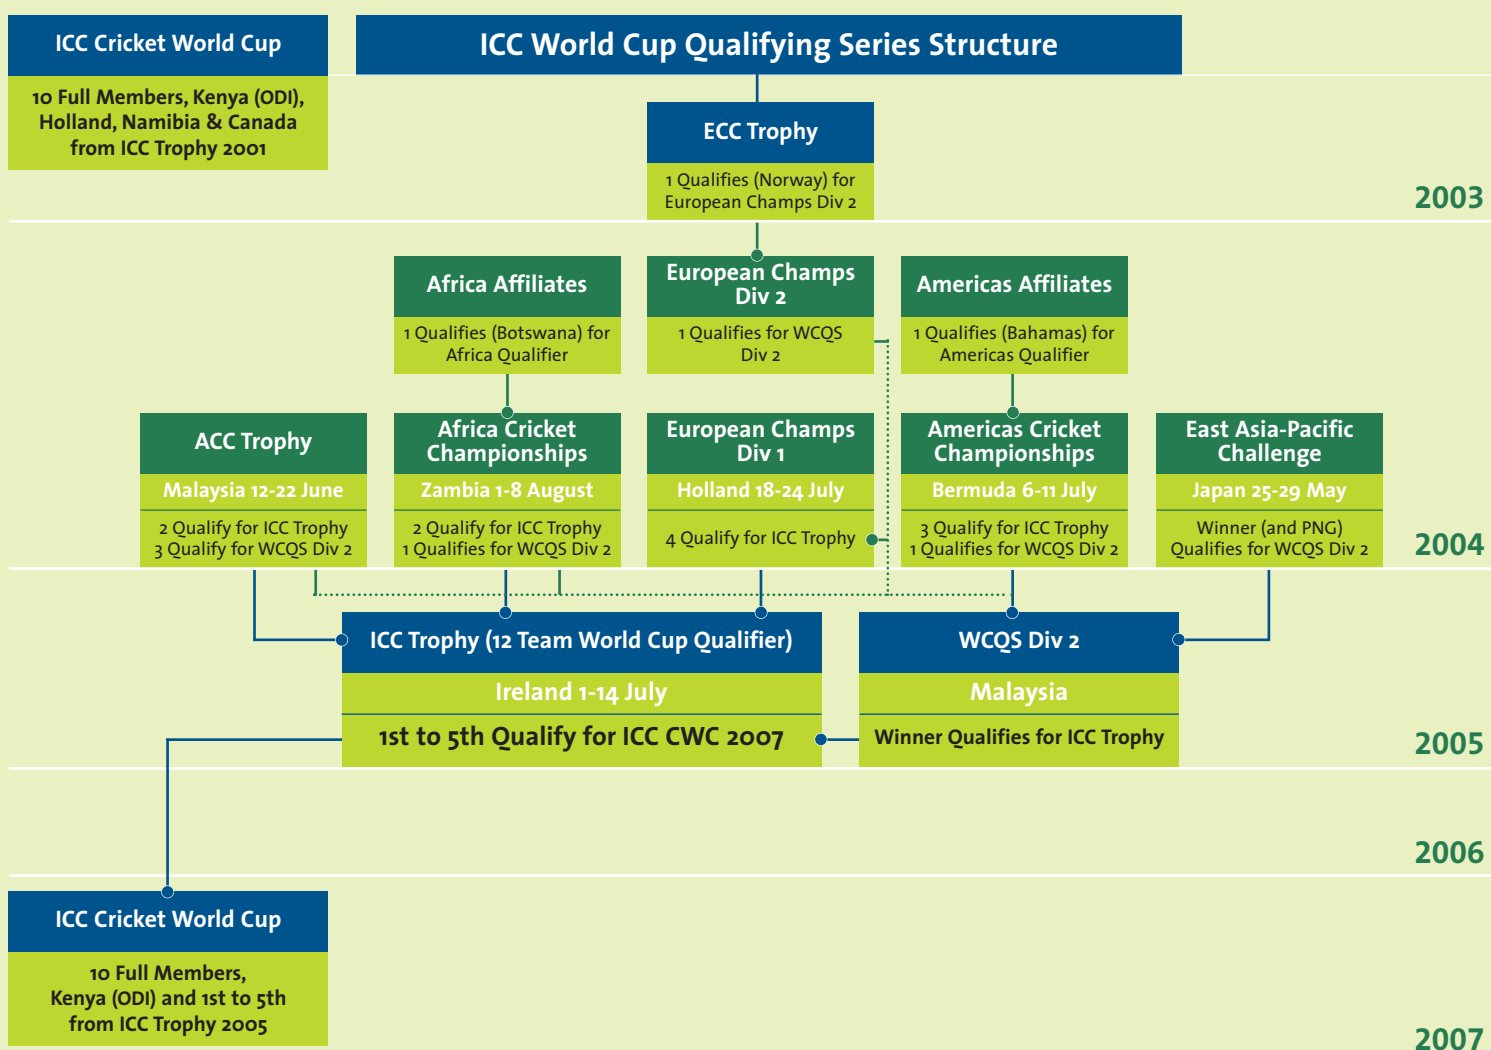 ICC Cricket World Cup
10 Full Members, Kenya (ODI),
Holland, Namibia & Canada
from ICC Trophy 2001
ICC World Cup Qualifying Series Structure
ECC Trophy
1 Qualifies (Norway) for
European Champs Div 2
2003
Africa Affiliates
1 Qualifies (Botswana) for
Africa Qualifier
European Champs
Div 2
1 Qualifies for WCQS
Div 2
Americas Affiliates
1 Qualifies (Bahamas) for
Americas Qualifier
ACC Trophy
Malaysia 12-22 June
2 Qualify for ICC Trophy
3 Qualify for WCQS Div 2
Africa Cricket
Championships
Zambia 1-8 August
2 Qualify for ICC Trophy
1 Qualifies for WCQS Div 2
European Champs
Div 1
Holland 18-24 July
4 Qualify for ICC Trophy
Americas Cricket
Championships
Bermuda 6-11 July
3 Qualify for ICC Trophy
1 Qualifies for WCQS Div 2
East Asia-Pacific
Challenge
Japan 25-29 May
Winner (and PNG)
Qualifies for WCQS Div 2
2004
ICC Trophy (12 Team World Cup Qualifier)
Ireland 1-14 July
1st to 5th Qualify for ICC CWC 2007
WCQS Div 2
Malaysia
Winner Qualifies for ICC Trophy
2005
2006
ICC Cricket World Cup
10 Full Members,
Kenya (ODI) and 1st to 5th
from ICC Trophy 2005
2007